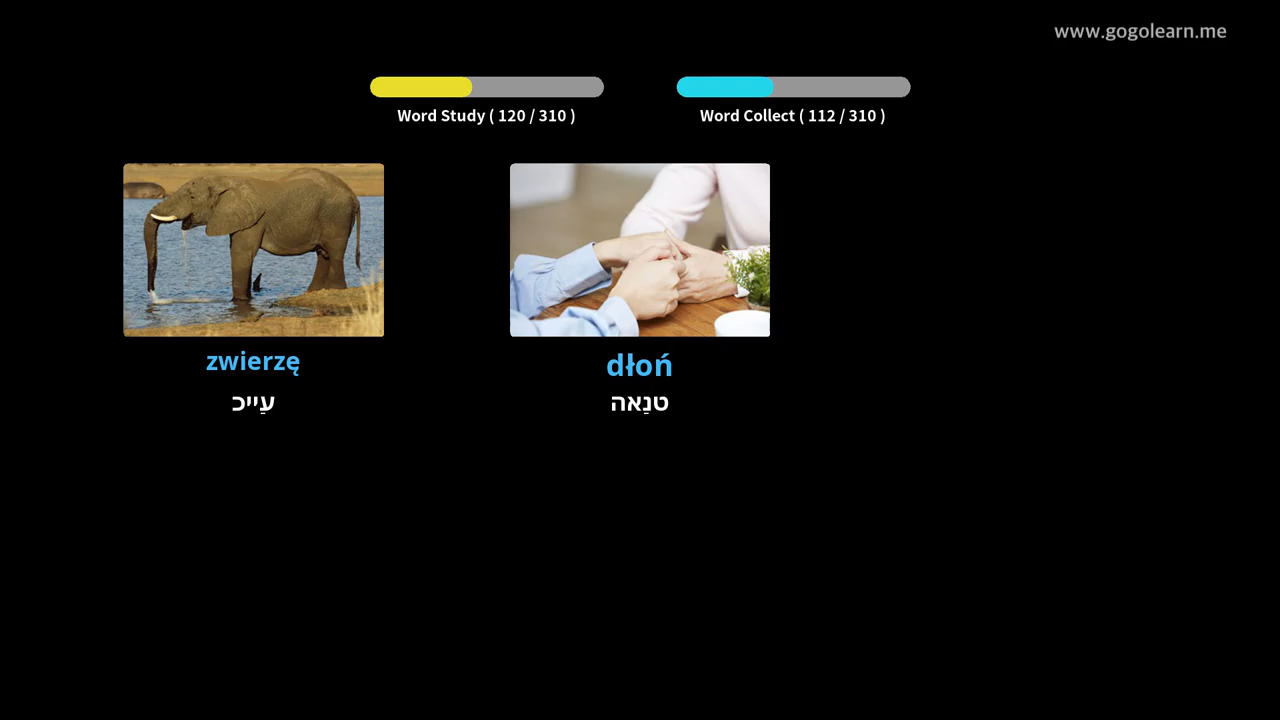 www.gogolearn.me
Word Study ( 120 / 310 )
Word Collect ( 112 / 310 )
zwierzę
עַייכ
dłoń
טנַאה